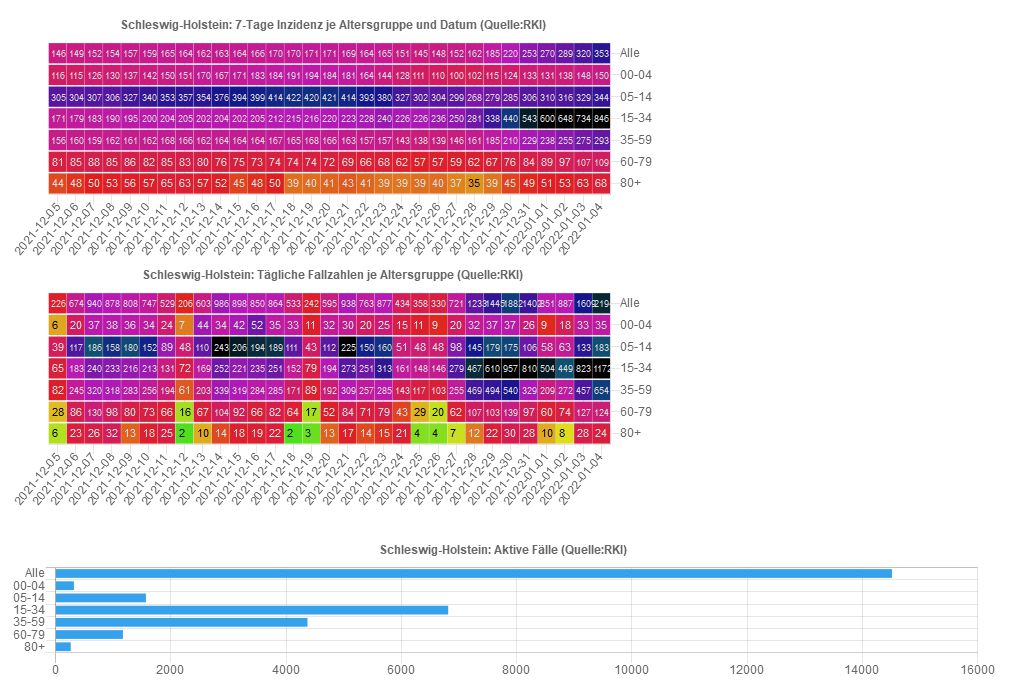 Schleswig-Holstein: 7-Tage Inzidenz je Altersgruppe und Datum (Quelle:RKI)
146 149 152 154 157 159 165 164 162 163 164 166 170 170 171 171 169 164 165 151 145 148 152 162 185 220 253 270 289 320 353 Alle
116 115 126 130 137 142 150 151 170 167 171 183 184 191 194 184 181 164 144 128 111 110 100 102 115 124 133 131 138 148 150 00-04
305 304 307 306 327 340 353 357 354 376 394 399 414 422 420 421 414 393 380 327 302 304 299 268 279 285 306 310 316 329 344 05-14
171 179 183 190 195 200 204 205 202 204 202 205 212 215 216 220 223 228 240 226 226 236 250 281 338 440 543 600 648 734 846 15-34
156 160 159 162 161 162 168 166 162 164 164 164 167 165 168 166 163 157 157 143 138 139 146 161 185 210 229 238 255 275 293 35-59
81 85 88 85 86 82 85 83 80 76 75 73 74 74 74 72 69 66 68 62 57 57 59 62 67 76 84 89 97 107 109 60-79
44 48 50 53 56 57 65 63 57 52 45 48 50 39 40 41 43 41 39 39 39 40 37 35 39 45 49 51 53 63 68 80+
2021-12-05 2021-12-06 2021-12-07 2021-12-08 2021-12-09 2021-12-10 2021-12-11 2021-12-12 2021-12-13 2021-12-14 2021-12-15 2021-12-16 2021-12-17 2021-12-18 2021-12-19 2021-12-20 2021-12-21 2021-12-22 2021-12-23 2021-12-24 2021-12-25 2021-12-26 2021-12-27 2021-12-28 2021-12-29 2021-12-30 2021-12-31 2022-01-01 2022-01-02 2022-01-03 2022-01-04
Schleswig-Holstein: Tägliche Fallzahlen je Altersgruppe (Quelle:RKI)
226 674 940 878 808 747 529 206 603 986 898 850 864 533 242 595 938 763 877 434 358 330 721 1233 1446 1882 2140 851 887 1609 2194 Alle
6 20 37 38 36 34 24 7 44 34 42 52 35 33 11 32 30 20 25 15 11 9 20 32 37 37 26 9 18 33 35 00-04
39 117 186 158 180 152 89 48 110 243 206 194 189 111 43 112 225 150 160 51 48 48 98 145 179 175 106 58 63 133 183 05-14
65 183 240 233 216 213 131 72 169 252 221 235 251 152 79 194 273 251 313 161 148 146 279 467 610 957 810 504 449 823 1172 15-34
82 245 320 318 283 256 194 61 203 339 319 284 285 171 89 192 309 257 285 143 117 103 255 469 494 540 329 209 272 457 654 35-59
28 86 130 98 80 73 66 16 67 104 92 66 82 64 17 52 84 71 79 43 29 20 62 107 103 139 97 60 74 127 124 60-79
6 23 26 32 13 18 25 2 10 14 18 19 22 2 3 13 17 14 15 21 4 4 7 12 22 30 28 10 8 28 24 80+
2021-12-05 2021-12-06 2021-12-07 2021-12-08 2021-12-09 2021-12-10 2021-12-11 2021-12-12 2021-12-13 2021-12-14 2021-12-15 2021-12-16 2021-12-17 2021-12-18 2021-12-19 2021-12-20 2021-12-21 2021-12-22 2021-12-23 2021-12-24 2021-12-25 2021-12-26 2021-12-27 2021-12-28 2021-12-29 2021-12-30 2021-12-31 2022-01-01 2022-01-02 2022-01-03 2022-01-04
Schleswig-Holstein: Aktive Fälle (Quelle:RKI)
Alle
00-04
05-14
15-34
35-59
60-79
80+
0 2000 4000 6000 8000 10000 12000 14000 16000